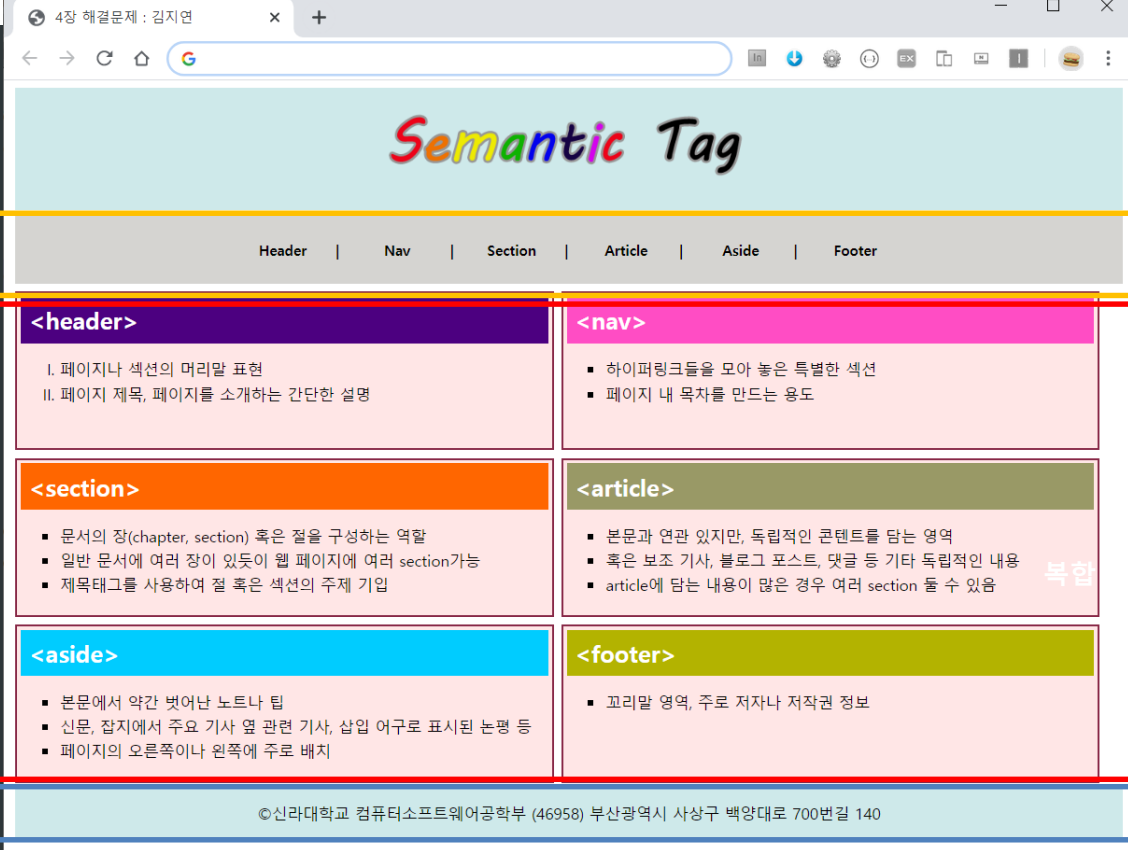 4장 해결문제 : 김지연
Semantic Tag
Header | Nav | Section | Article | Aside | Footer
<header>
I. 페이지나 섹션의 머리말 표현
II. 페이지 제목, 페이지를 소개하는 간단한 설명
<nav>
하이퍼링크들을 모아 놓은 특별한 섹션
페이지 내 목차를 만드는 용도
<section>
문서의 장(chapter, section) 혹은 절을 구성하는 역할
일반 문서에 여러 장이 있듯이 웹 페이지에 여러 section가능
제목태그를 사용하여 절 혹은 섹션의 주제 기입
<article>
본문과 연관 있지만, 독립적인 콘텐트를 담는 영역
혹은 보조 기사, 블로그 포스트, 댓글 등 기타 독립적인 내용
article에 담는 내용이 많은 경우 여러 section 둘 수 있음
복합
<aside>
본문에서 약간 벗어난 노트나 팁
신문, 잡지에서 주요 기사 옆 관련 기사, 삽입 어구로 표시된 논평 등
페이지의 오른쪽이나 왼쪽에 주로 배치
<footer>
꼬리말 영역, 주로 저자나 저작권 정보
©신라대학교 컴퓨터소프트웨어공학부 (46958) 부산광역시 사상구 백양대로 700번길 140